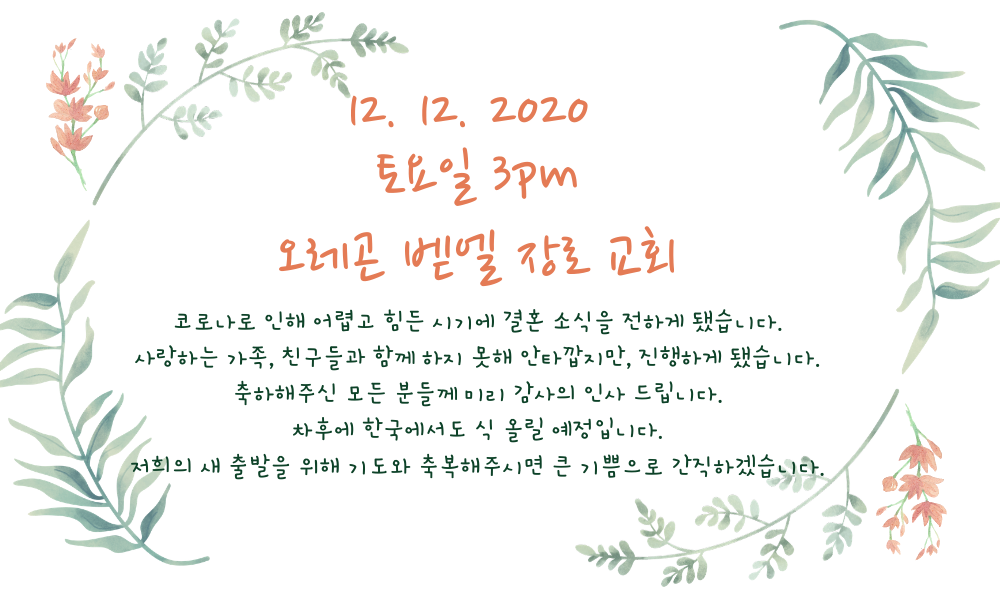 12. 12. 2020
토요일 3pm
오레곤 벧엘 장로 교회
코로나로 인해 어렵고 힘든 시기에 결혼 소식을 전하게 됐습니다.
사랑하는 가족, 친구들과 함께 하지 못해 안타깝지만, 진행하게 됐습니다.
축하해주신 모든 분들께 미리 감사의 인사 드립니다.
차후에 한국에서도 식 올릴 예정입니다.
저희의 새 출발을 위해 기도와 축복해주시면 큰 기쁨으로 간직하겠습니다.